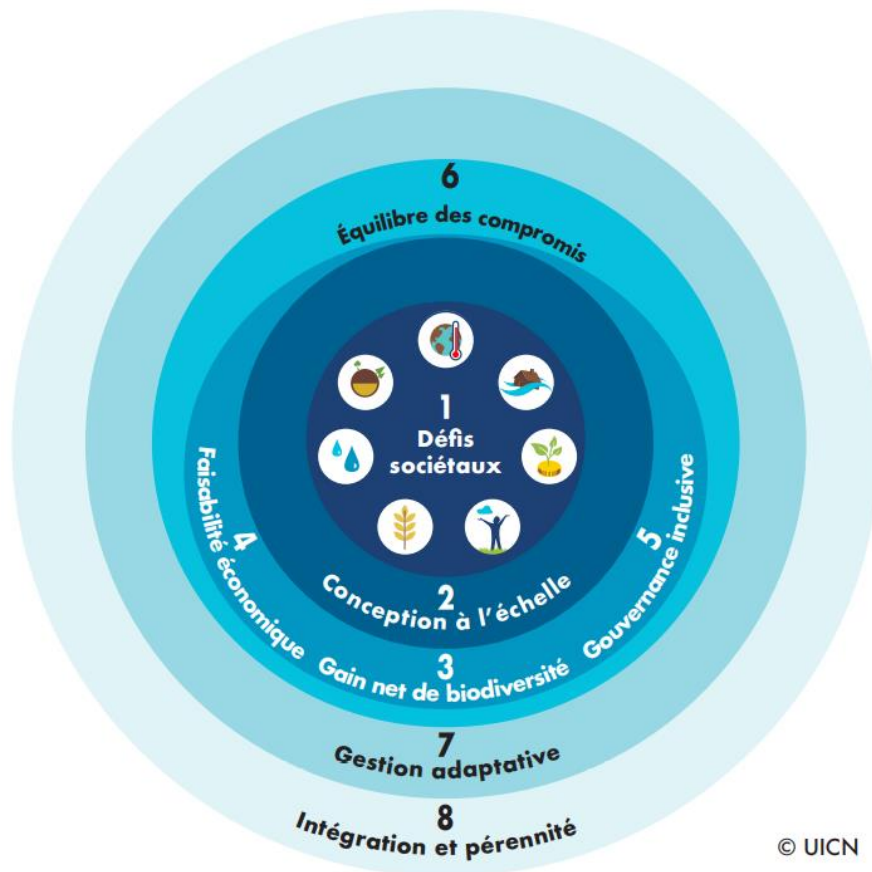 6
Équilibre des compromis
1
Défis
sociétaux
2
Conception à l'échelle
3
Gain net de biodiversité
4
Faisabilité économique
5
Gouvernance inclusive
7
Gestion adaptative
8
Intégration et pérennité
© UICN